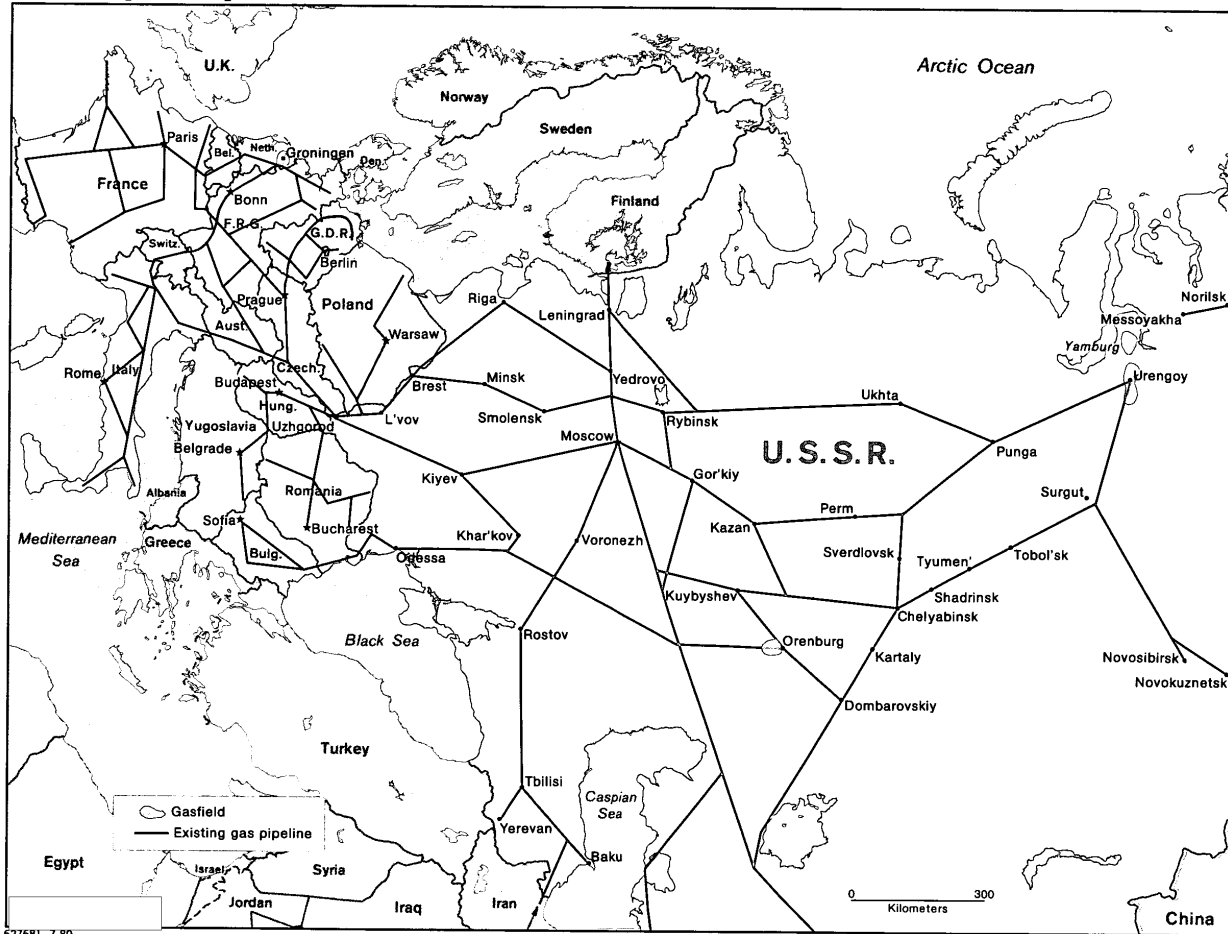 U.K.
Arctic Ocean
Norway
Sweden
Finland
Paris
Bel.
Neth.
Groningen
Den.
France
Bonn
F.R.G.
G.D.R.
Berlin
Switz.
Prague
Poland
Aust.
Warsaw
Czech.
Riga
Leningrad
Norilsk
Messoyakha
Yamburg
Urengoy
Rome
Italy
Budapest
Hung.
Uzhgorod
Brest
Minsk
Yedrovo
Ukhta
L'vov
Smolensk
Rybinsk
Yugoslavia
Belgrade
Moscow
U.S.S.R.
Punga
Kiyev
Gor'kiy
Surgut
Albania
Romania
Perm
Kazan
Sofia
Bucharest
Khar'kov
Voronezh
Sverdlovsk
Tobol'sk
Mediterranean
Sea
Greece
Bulg.
Odessa
Tyumen'
Kuybyshev
Shadrinsk
Chelyabinsk
Black Sea
Rostov
Orenburg
Kartaly
Novosibirsk
Novokuznetsk
Dombarovskiy
Turkey
Tbilisi
Caspian
Sea
Yerevan
Baku
Gasfield
Existing gas pipeline
Egypt
Israel
Syria
Jordan
Iraq
Iran
0 300
Kilometers
China